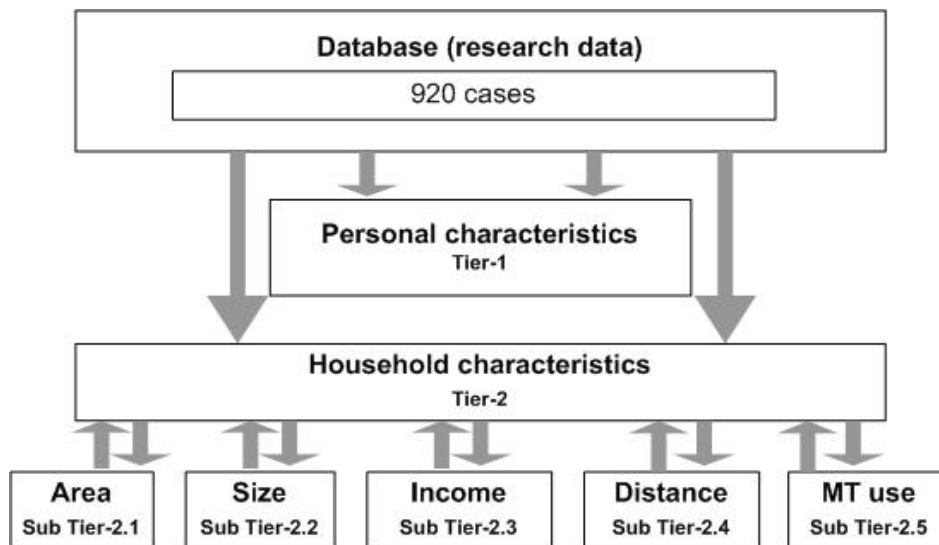 Database (research data)
920 cases
Personal characteristics
Tier-1
Household characteristics
Tier-2
Area
Sub Tier-2.1
Size
Sub Tier-2.2
Income
Sub Tier-2.3
Distance
Sub Tier-2.4
MT use
Sub Tier-2.5